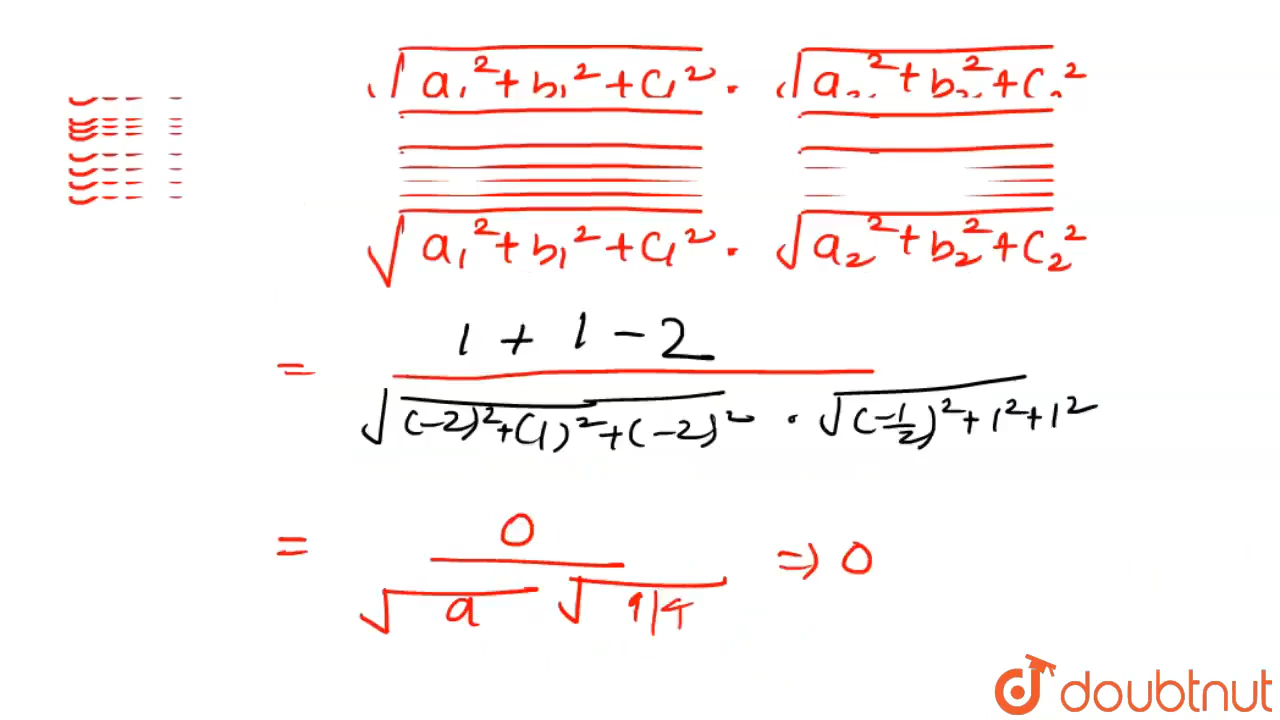 √a₁²+b₁²+c₁² . √a₂²+b₂²+c₂²
√a₁²+b₁²+c₁² . √a₂²+b₂²+c₂²
= 1 + 1 - 2
√(-2)²+(1)²+(-2)² . √(-1/2)²+1²+1²
= 0 ⇒ 0
√9 √9/4
doubtnut